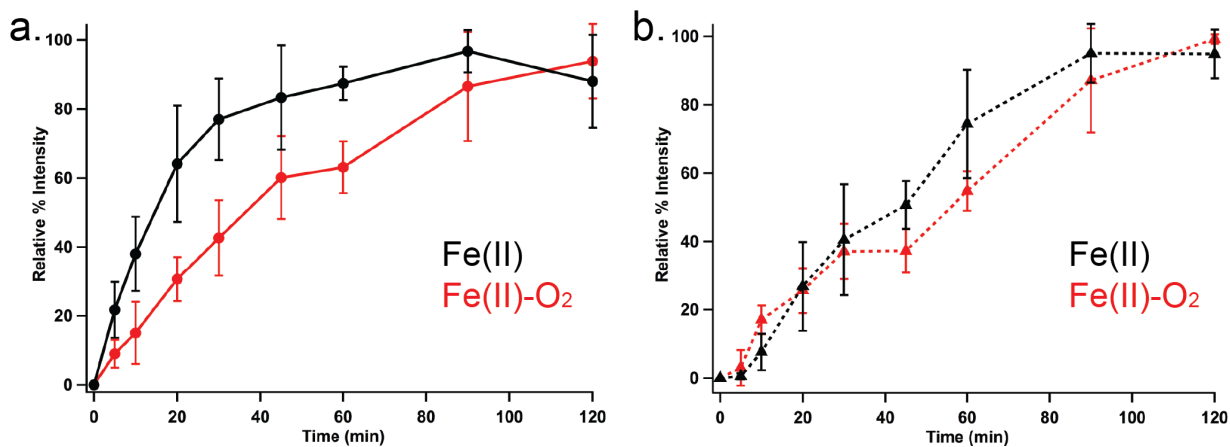 a.
Relative % Intensity
100
80
60
40
20
0
0 20 40 60 80 100 120
Time (min)
Fe(II)
Fe(II)-O₂
b.
Relative % Intensity
100
80
60
40
20
0
0 20 40 60 80 100 120
Time (min)
Fe(II)
Fe(II)-O₂